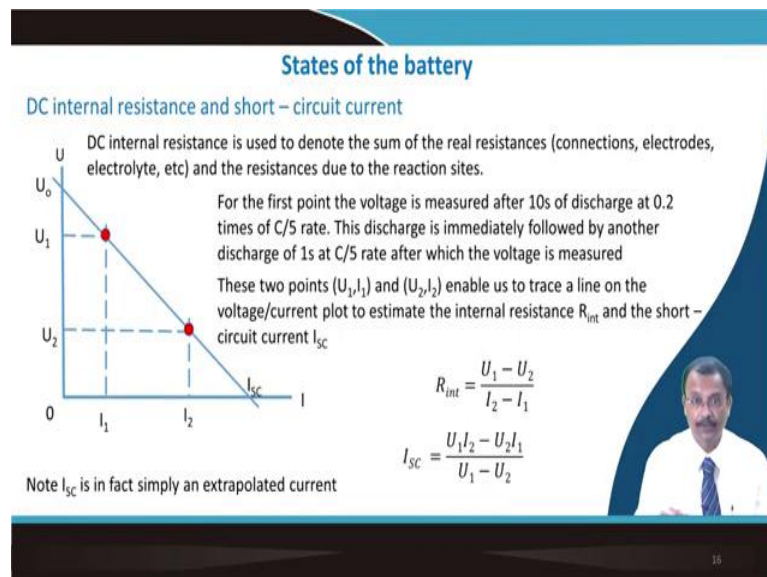 States of the battery
DC internal resistance and short – circuit current
DC internal resistance is used to denote the sum of the real resistances (connections, electrodes,
electrolyte, etc) and the resistances due to the reaction sites.
U
U₀
For the first point the voltage is measured after 10s of discharge at 0.2
times of C/5 rate. This discharge is immediately followed by another
discharge of 1s at C/5 rate after which the voltage is measured
U₁
These two points (U₁,I₁) and (U₂,I₂) enable us to trace a line on the
voltage/current plot to estimate the internal resistance Rᵢₙₜ and the short –
circuit current I_SC
U₂
I_SC
I
0
I₁
I₂
R_int = (U₁ − U₂) / (I₂ − I₁)
I_SC = (U₁I₂ − U₂I₁) / (U₁ − U₂)
Note I_SC is in fact simply an extrapolated current
16